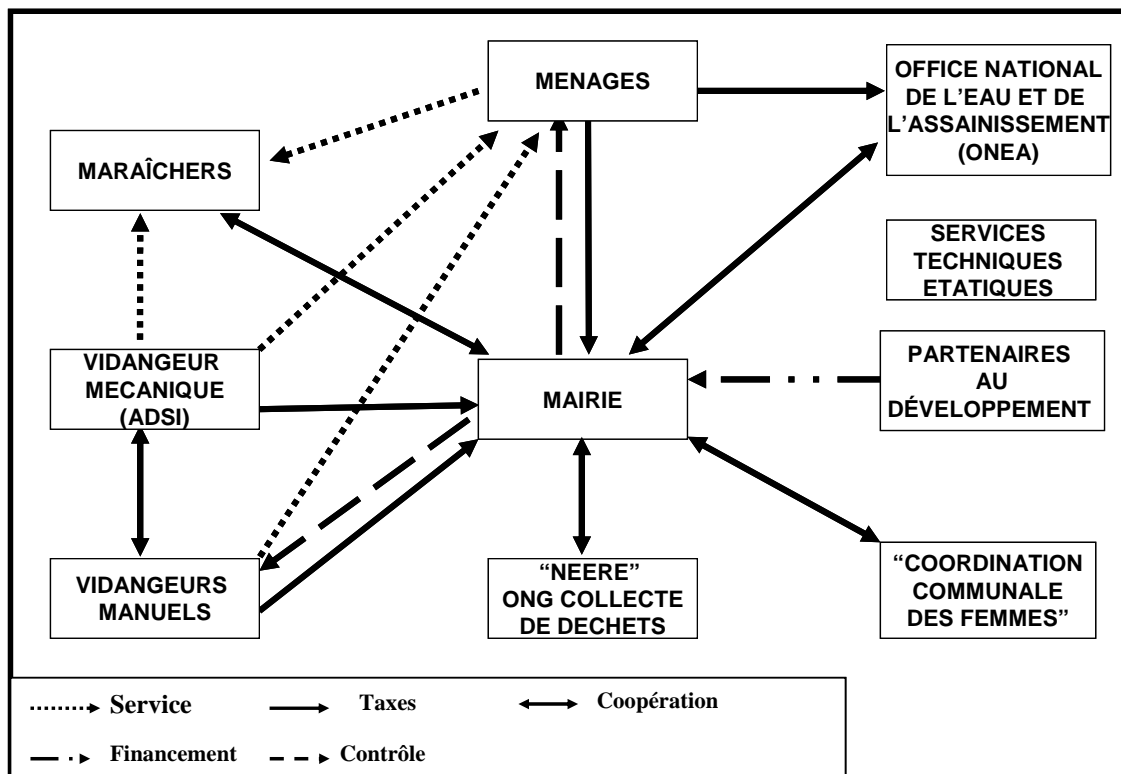 MENAGES
OFFICE NATIONAL
DE L'EAU ET DE
L'ASSAINISSEMENT
(ONEA)
MARAÎCHERS
SERVICES
TECHNIQUES
ETATIQUES
VIDANGEUR
MECANIQUE
(ADSI)
MAIRIE
PARTENAIRES
AU
DÉVELOPPEMENT
VIDANGEURS
MANUELS
“NEERE”
ONG COLLECTE
DE DECHETS
“COORDINATION
COMMUNALE
DES FEMMES”
Service
Taxes
Coopération
Financement
Contrôle